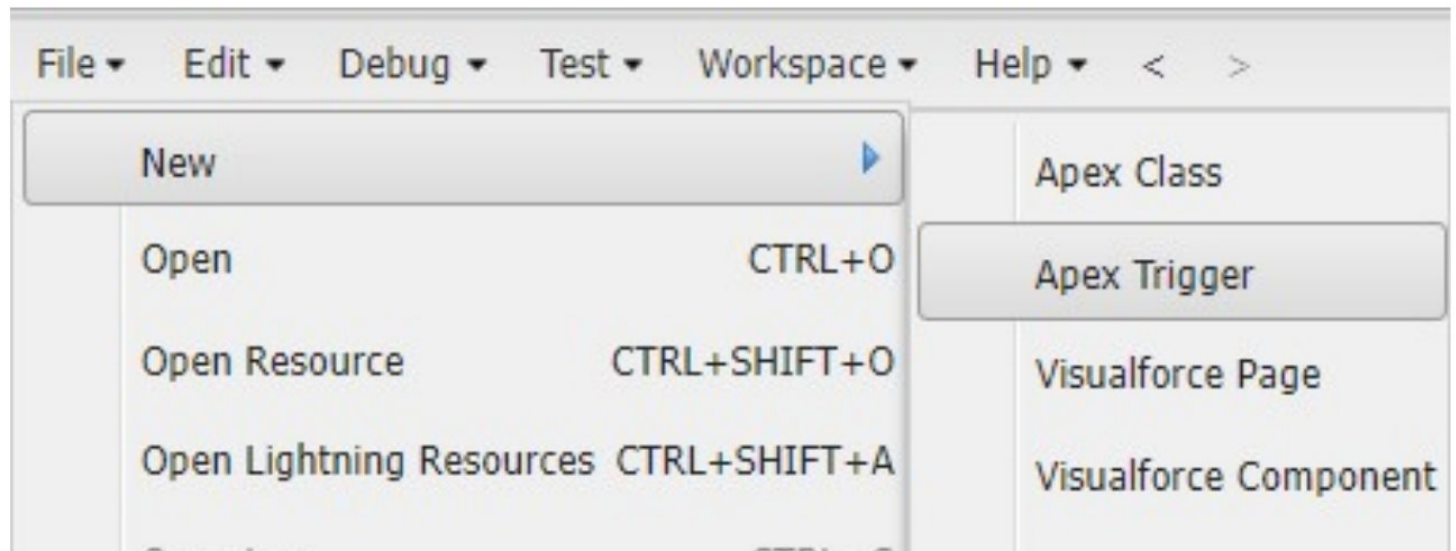 File Edit Debug Test Workspace Help < >
New
Open CTRL+O
Open Resource CTRL+SHIFT+O
Open Lightning Resources CTRL+SHIFT+A
Apex Class
Apex Trigger
Visualforce Page
Visualforce Component